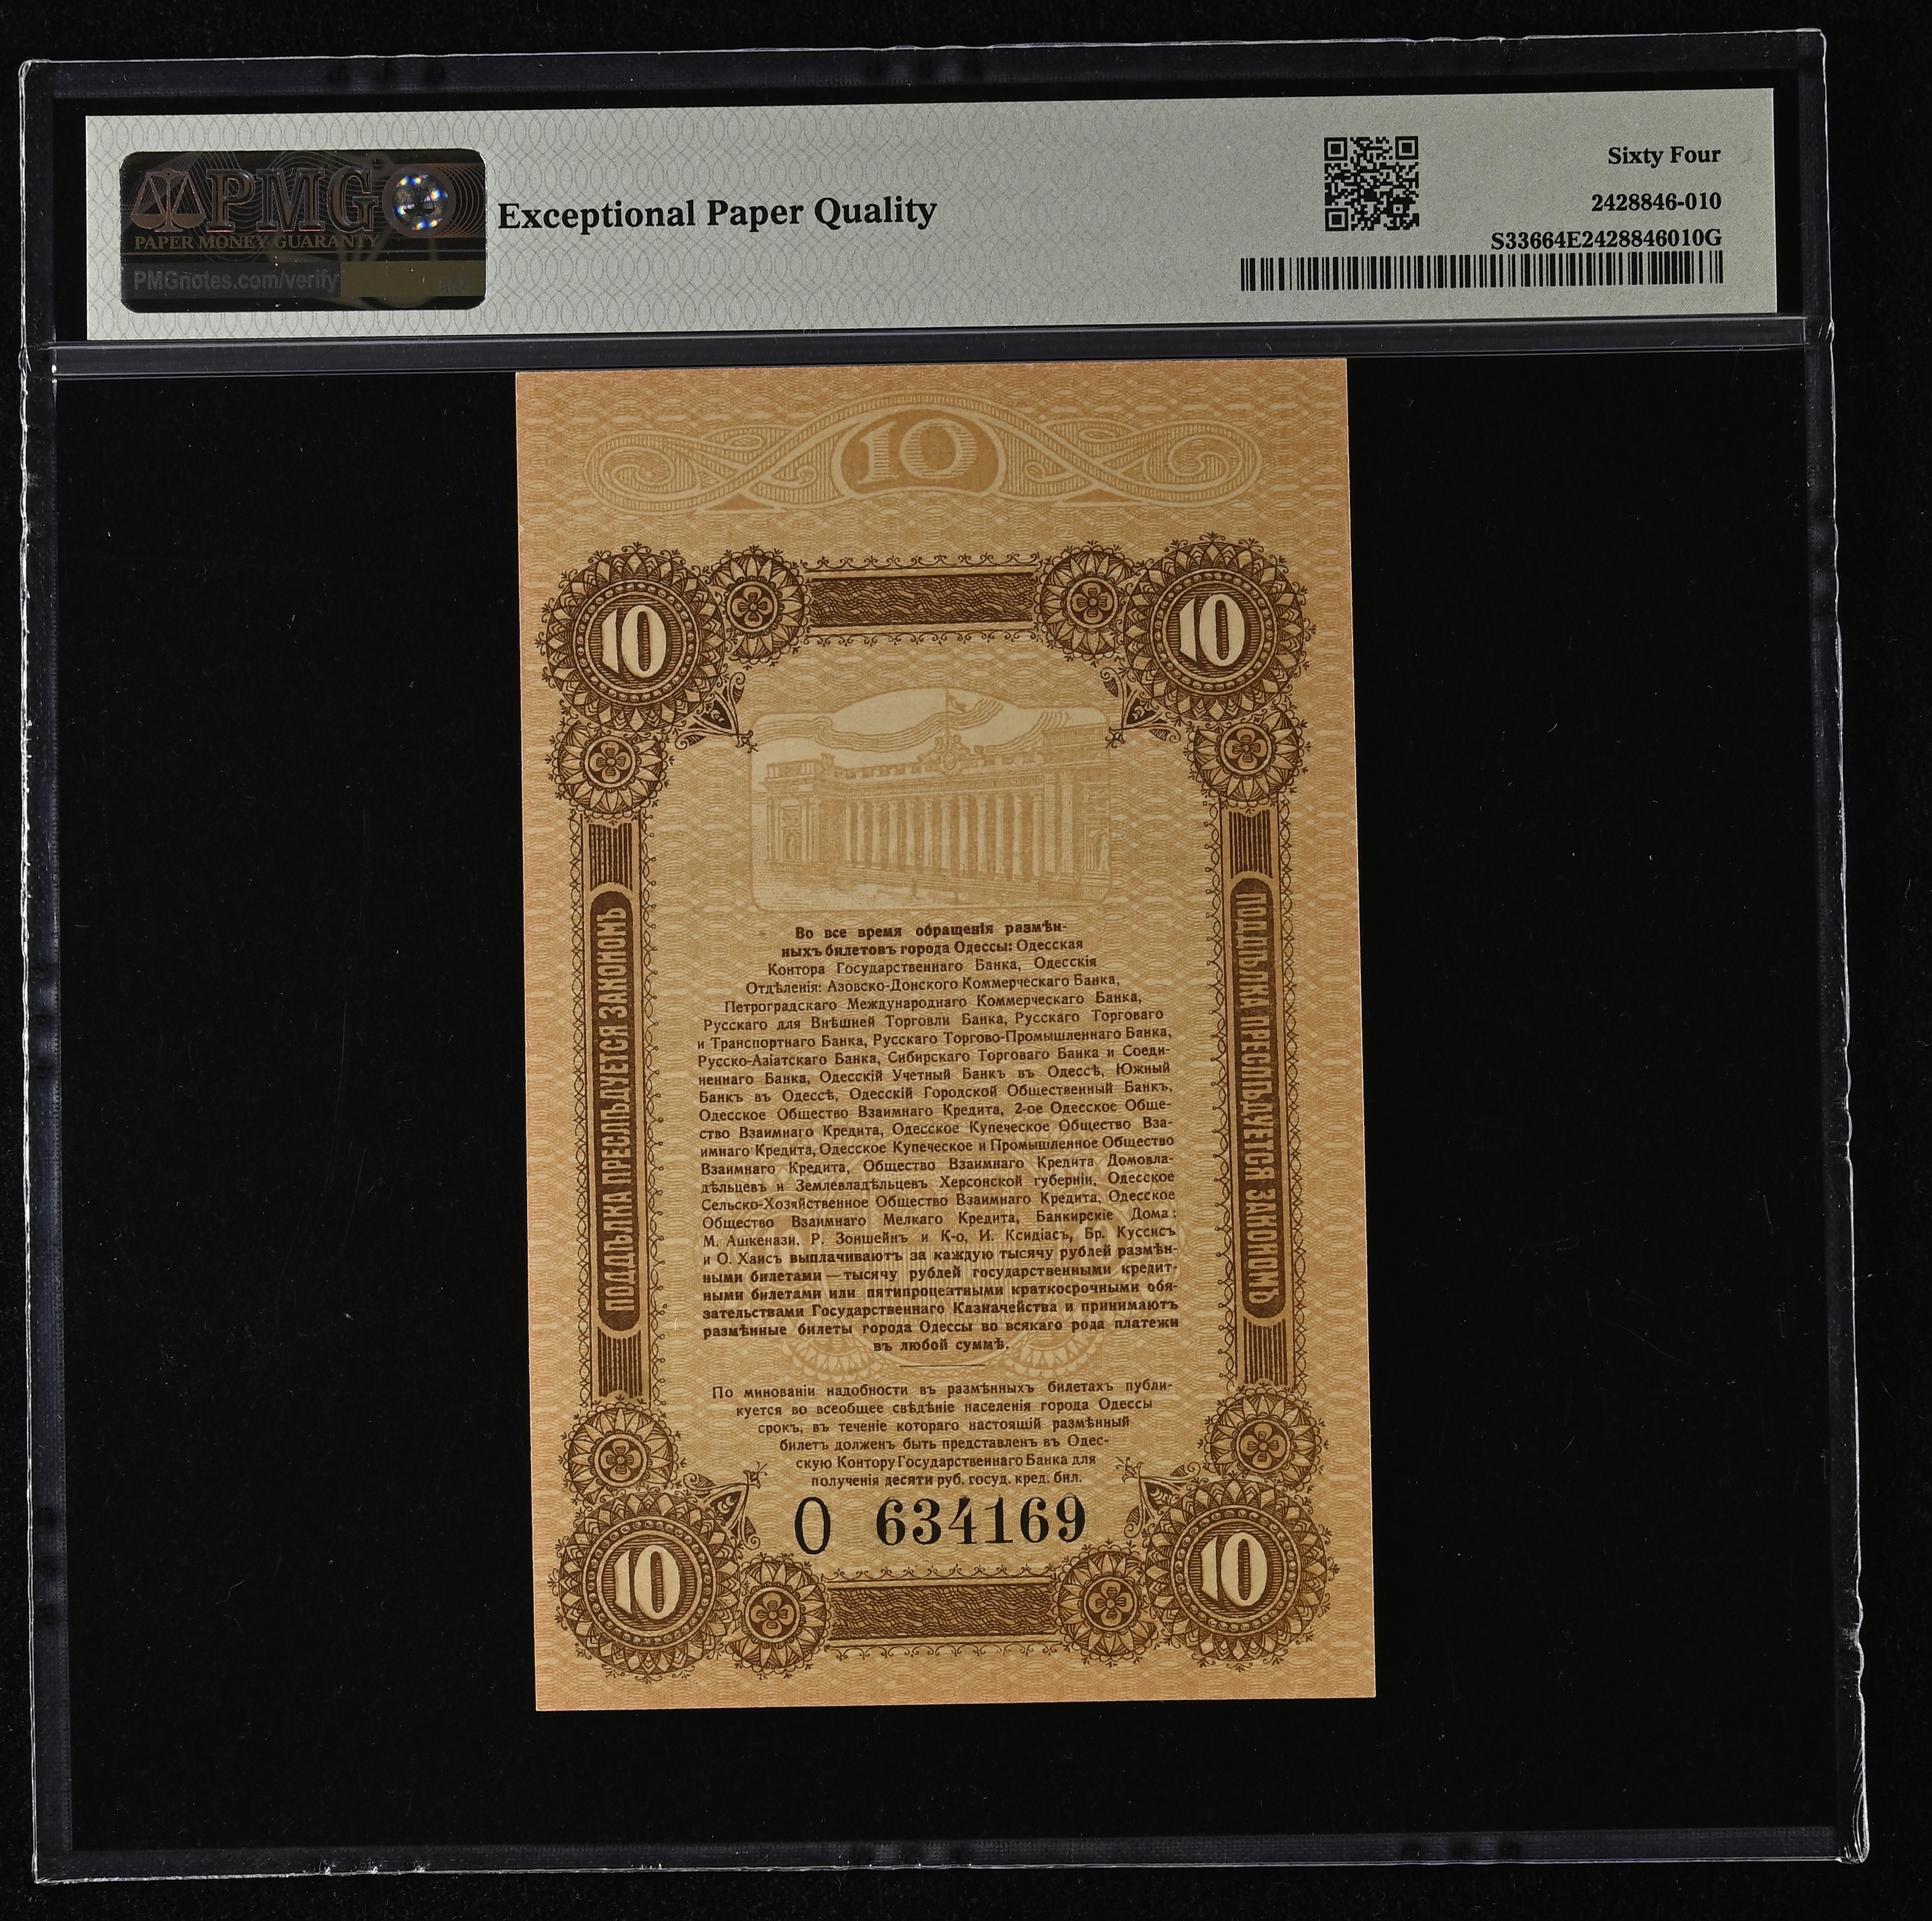 PMG
PAPER MONEY GUARANTY
PMGnotes.com/verify
Exceptional Paper Quality
Sixty Four
2428846-010
S33664E2428846010G
10
10
10
ПОДДѢЛКА ПРЕСЛѢДУЕТСЯ ЗАКОНОМЪ
ПОДДѢЛКА ПРЕСЛѢДУЕТСЯ ЗАКОНОМЪ
Во все время обращенія размѣн-
ныхъ билетовъ города Одессы: Одесская
Контора Государственнаго Банка, Одесскія
Отдѣленія: Азовско-Донского Коммерческаго Банка,
Петроградскаго Международнаго Коммерческаго Банка,
Русскаго для Внѣшней Торговли Банка, Русскаго Торговаго
и Транспортнаго Банка, Русскаго Торгово-Промышленнаго Банка,
Русско-Азіатскаго Банка, Сибирскаго Торговаго Банка и Соеди-
неннаго Банка, Одесскій Учетный Банкъ въ Одессѣ, Южный
Банкъ въ Одессѣ, Одесскій Городской Общественный Банкъ,
Одесское Общество Взаимнаго Кредита, 2-ое Одесское Обще-
ство Взаимнаго Кредита, Одесское Купеческое Общество Вза-
имнаго Кредита, Одесское Купеческое и Промышленное Общество
Взаимнаго Кредита, Общество Взаимнаго Кредита Домовла-
дѣльцевъ и Землевладѣльцевъ Херсонской губерніи, Одесское
Сельско-Хозяйственное Общество Взаимнаго Кредита, Одесское
Общество Взаимнаго Мелкаго Кредита, Банкирскіе Дома:
М. Ашкенази, Р. Зоншейнъ и К-о, И. Ксидіасъ, Бр. Куссисъ
и О. Хаисъ выплачиваютъ за каждую тысячу рублей размѣн-
ными билетами — тысячу рублей государственными кредит-
ными билетами или пятипроцентными краткосрочными обя-
зательствами Государственнаго Казначейства и принимаютъ
размѣнные билеты города Одессы во всякаго рода платежи
въ любой суммѣ.
По минованіи надобности въ размѣнныхъ билетахъ публи-
куется во всеобщее свѣдѣніе населенія города Одессы
срокъ, въ теченіе котораго настоящій размѣнный
билетъ долженъ быть представленъ въ Одес-
скую Контору Государственнаго Банка для
полученія десяти руб. госуд. кред. бил.
О 634169
10
10